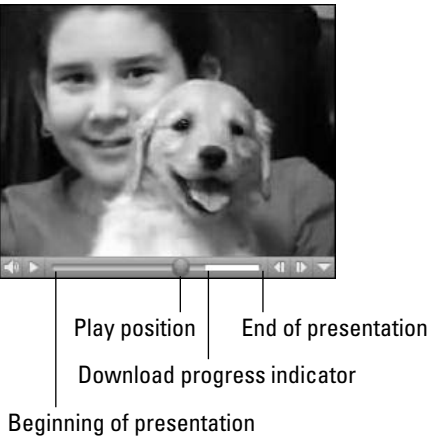 Play position
End of presentation
Download progress indicator
Beginning of presentation